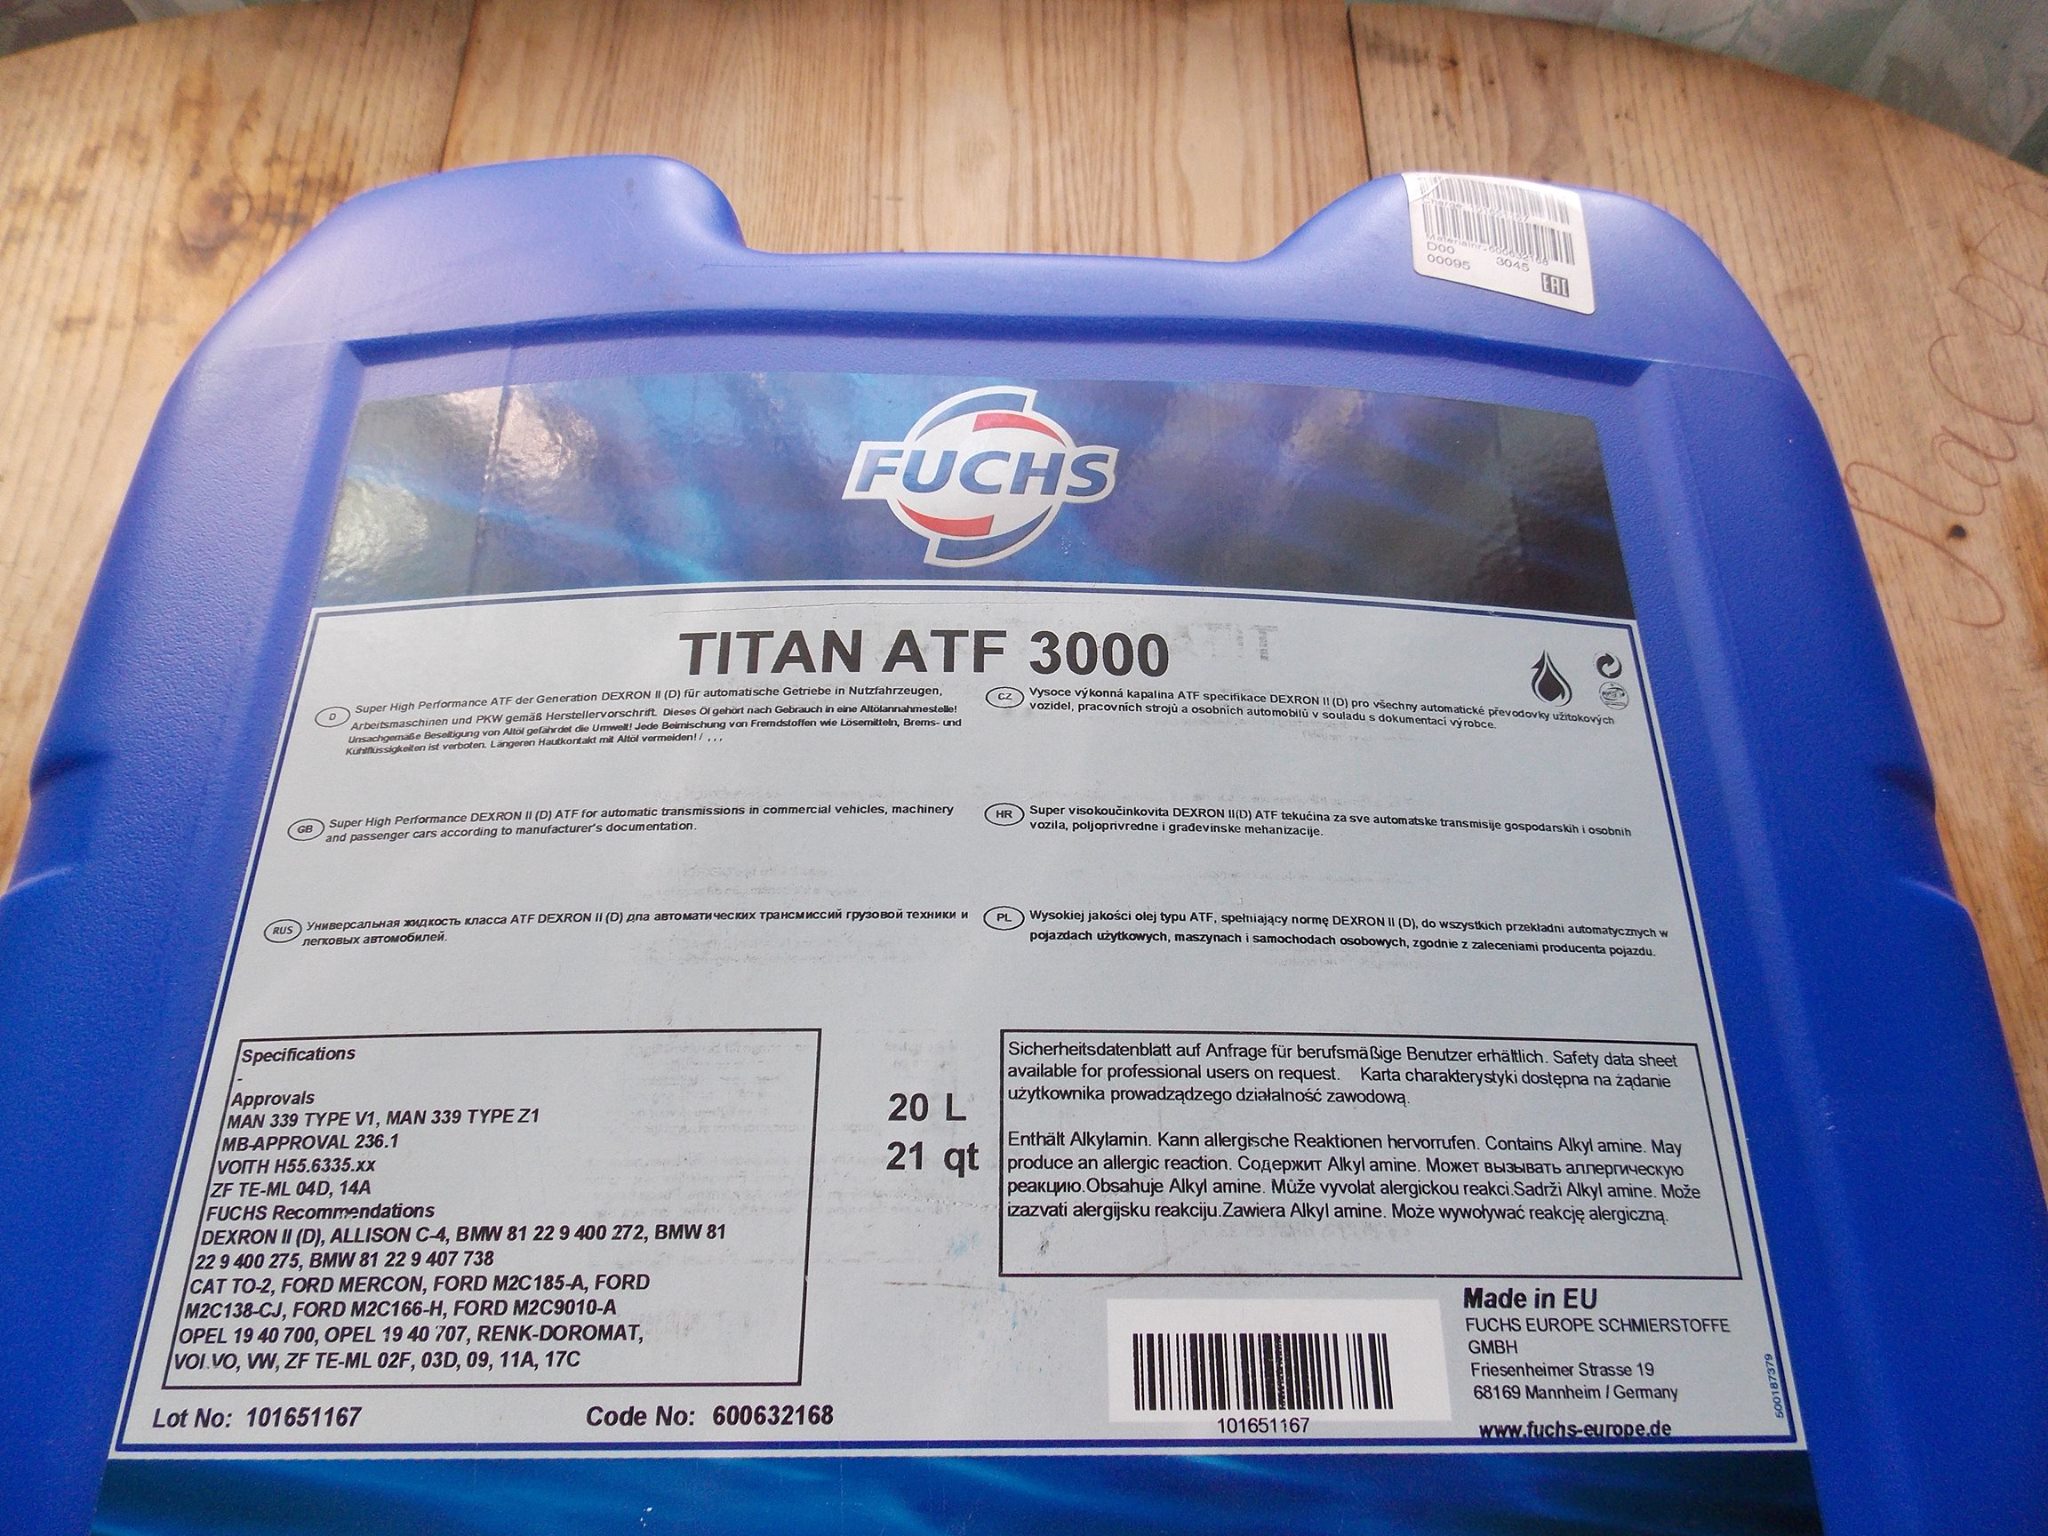 Materialnr. 600632168
D00
00095 3045
EAC
FUCHS
TITAN ATF 3000
D Super High Performance ATF der Generation DEXRON II (D) für automatische Getriebe in Nutzfahrzeugen,
Arbeitsmaschinen und PKW gemäß Herstellervorschrift. Dieses Öl gehört nach Gebrauch in eine Altölannahmestelle!
Unsachgemäße Beseitigung von Altöl gefährdet die Umwelt! Jede Beimischung von Fremdstoffen wie Lösemitteln, Brems- und
Kühlflüssigkeiten ist verboten. Längeren Hautkontakt mit Altöl vermeiden! / , , ,
CZ Vysoce výkonná kapalina ATF specifikace DEXRON II (D) pro všechny automatické převodovky užitokových
vozidel, pracovních strojů a osobních automobilů v souladu s dokumentací výrobce.
GB Super High Performance DEXRON II (D) ATF for automatic transmissions in commercial vehicles, machinery
and passenger cars according to manufacturer's documentation.
HR Super visokoučinkovita DEXRON II(D) ATF tekućina za sve automatske transmisije gospodarskih i osobnih
vozila, poljoprivredne i građevinske mehanizacije.
RUS Универсальная жидкость класса ATF DEXRON II (D) для автоматических трансмиссий грузовой техники и
легковых автомобилей.
PL Wysokiej jakości olej typu ATF, spełniający normę DEXRON II (D), do wszystkich przekładni automatycznych w
pojazdach użytkowych, maszynach i samochodach osobowych, zgodnie z zaleceniami producenta pojazdu.
Specifications
-
Approvals
MAN 339 TYPE V1, MAN 339 TYPE Z1
MB-APPROVAL 236.1
VOITH H55.6335.xx
ZF TE-ML 04D, 14A
FUCHS Recommendations
DEXRON II (D), ALLISON C-4, BMW 81 22 9 400 272, BMW 81
22 9 400 275, BMW 81 22 9 407 738
CAT TO-2, FORD MERCON, FORD M2C185-A, FORD
M2C138-CJ, FORD M2C166-H, FORD M2C9010-A
OPEL 19 40 700, OPEL 19 40 707, RENK-DOROMAT,
VOLVO, VW, ZF TE-ML 02F, 03D, 09, 11A, 17C
20 L
21 qt
Sicherheitsdatenblatt auf Anfrage für berufsmäßige Benutzer erhältlich. Safety data sheet
available for professional users on request. Karta charakterystyki dostępna na żądanie
użytkownika prowadzącego działalność zawodową.
Enthält Alkylamin. Kann allergische Reaktionen hervorrufen. Contains Alkyl amine. May
produce an allergic reaction. Содержит Alkyl amine. Может вызывать аллергическую
реакцию.Obsahuje Alkyl amine. Může vyvolat alergickou reakci.Sadrži Alkyl amine. Može
izazvati alergijsku reakciju.Zawiera Alkyl amine. Może wywoływać reakcję alergiczną.
Lot No: 101651167
Code No: 600632168
101651167
Made in EU
FUCHS EUROPE SCHMIERSTOFFE
GMBH
Friesenheimer Strasse 19
68169 Mannheim / Germany
www.fuchs-europe.de
500187379